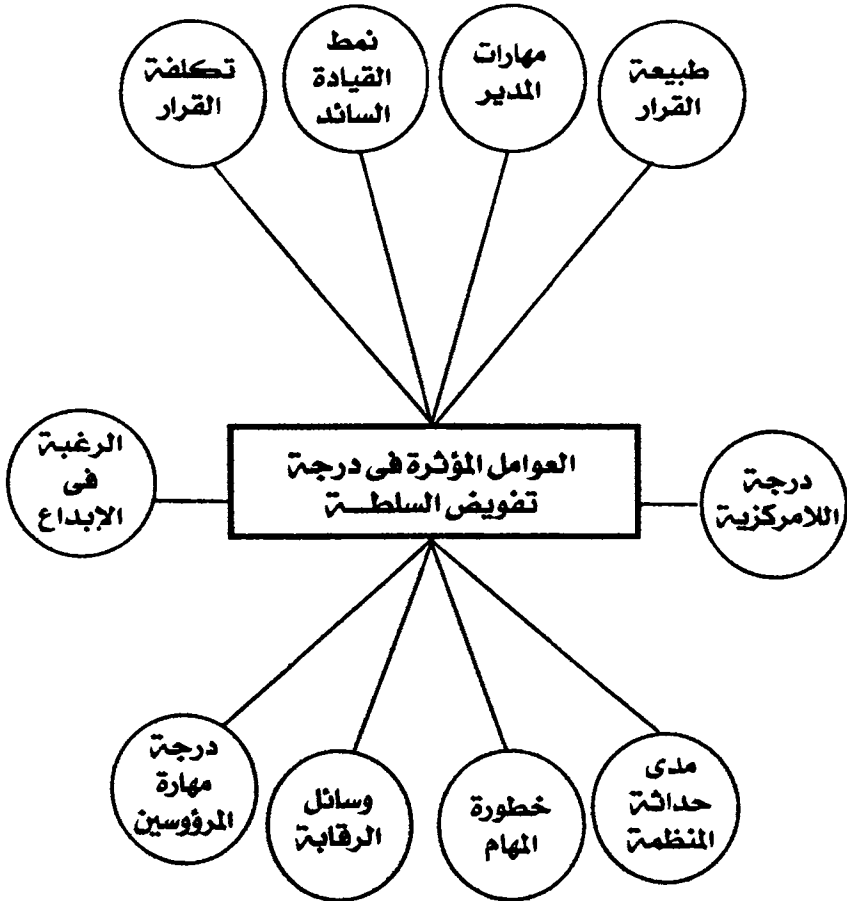 طبيعة
القرار
مهارات
المدير
نمط
القيادة
السائد
تكلفة
القرار
العوامل المؤثرة فى درجة
تفويض السلطــة
درجة
اللامركزية
الرغبة
فى
الإبداع
مدى
حداثة
المنظمة
خطورة
المهام
وسائل
الرقابة
درجة
مهارة
المرؤوسين